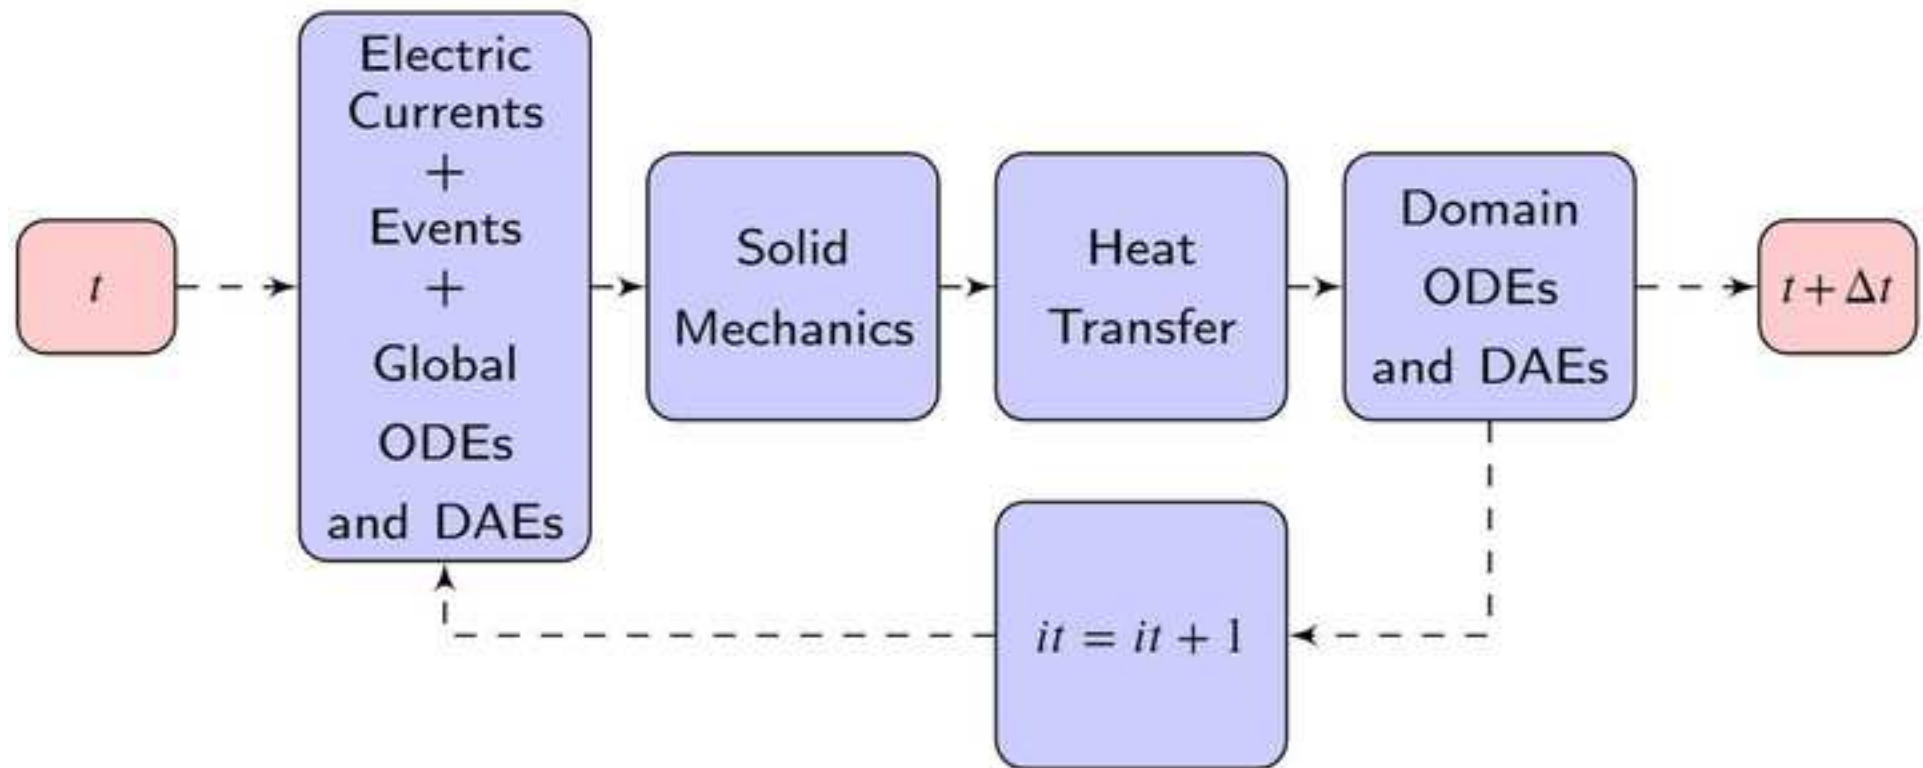 t
Electric
Currents
+
Events
+
Global
ODEs
and DAEs
Solid
Mechanics
Heat
Transfer
Domain
ODEs
and DAEs
t + Δt
it = it + 1